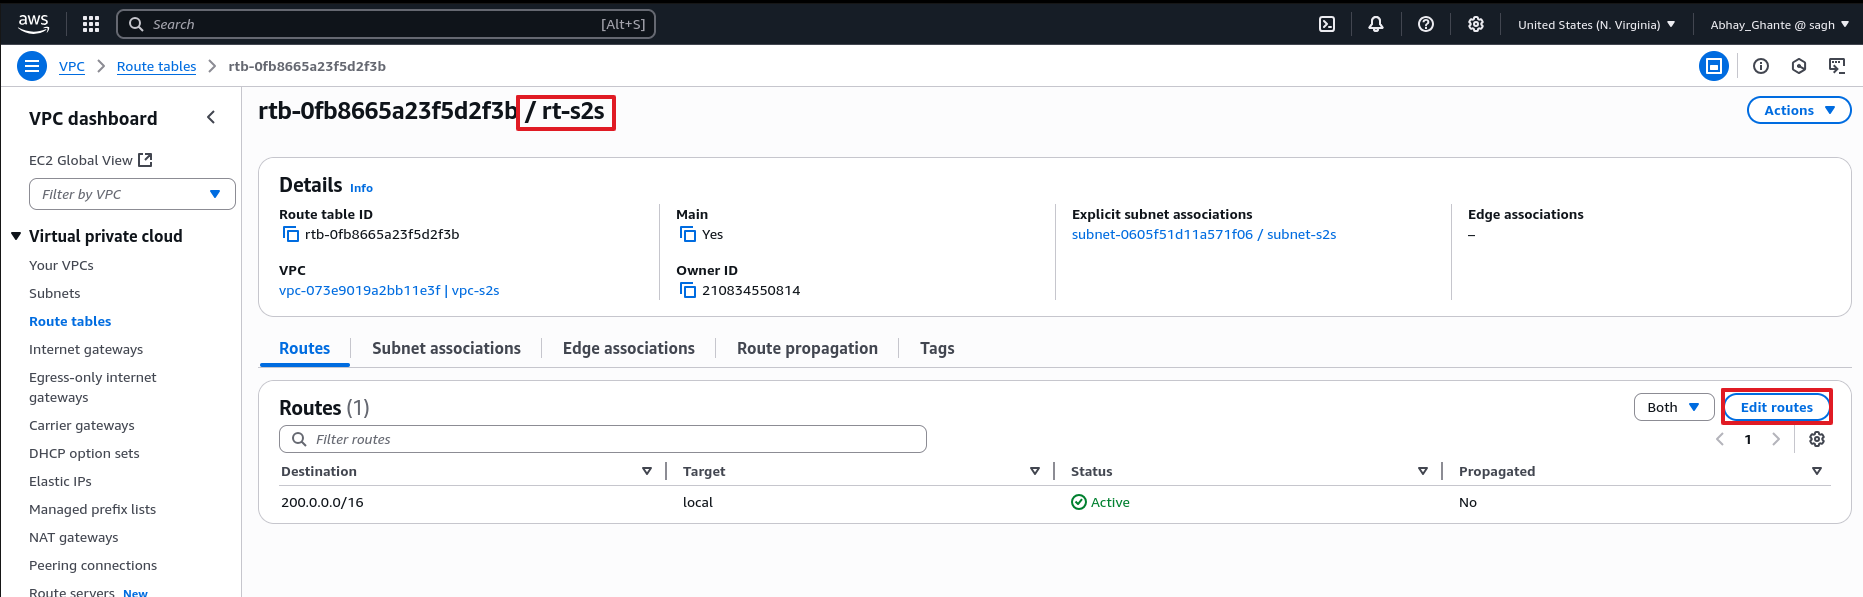 aws Search [Alt+S] United States (N. Virginia) Abhay_Ghante @ sagh
VPC Route tables rtb-0fb8665a23f5d2f3b
VPC dashboard
EC2 Global View
Filter by VPC
Virtual private cloud
Your VPCs
Subnets
Route tables
Internet gateways
Egress-only internet
gateways
Carrier gateways
DHCP option sets
Elastic IPs
Managed prefix lists
NAT gateways
Peering connections
Route servers New
rtb-0fb8665a23f5d2f3b / rt-s2s
Actions
Details Info
Route table ID
rtb-0fb8665a23f5d2f3b
VPC
vpc-073e9019a2bb11e3f | vpc-s2s
Main
Yes
Owner ID
210834550814
Explicit subnet associations
subnet-0605f51d11a571f06 / subnet-s2s
Edge associations
–
Routes Subnet associations Edge associations Route propagation Tags
Routes (1)
Both Edit routes
Filter routes
1
Destination Target Status Propagated
200.0.0.0/16 local Active No